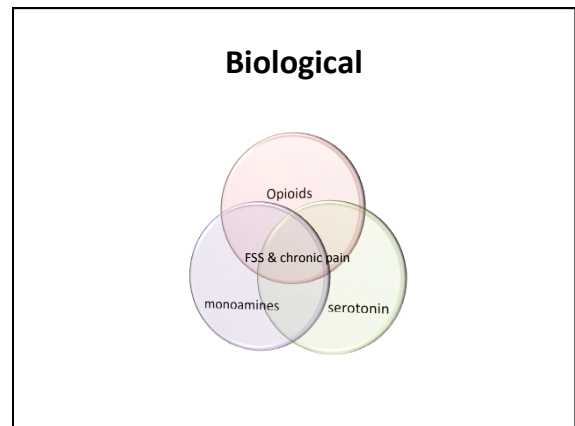 Biological
Opioids
FSS & chronic pain
monoamines
serotonin